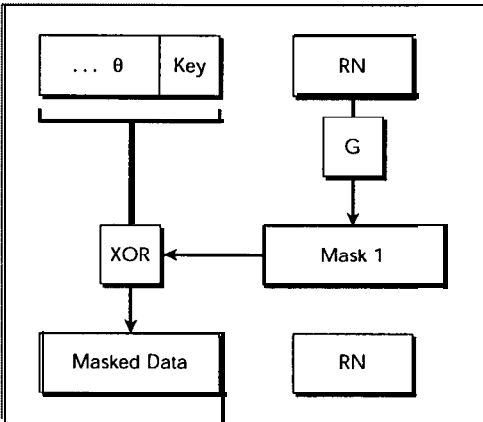 ... θ Key RN
G
XOR Mask 1
Masked Data RN